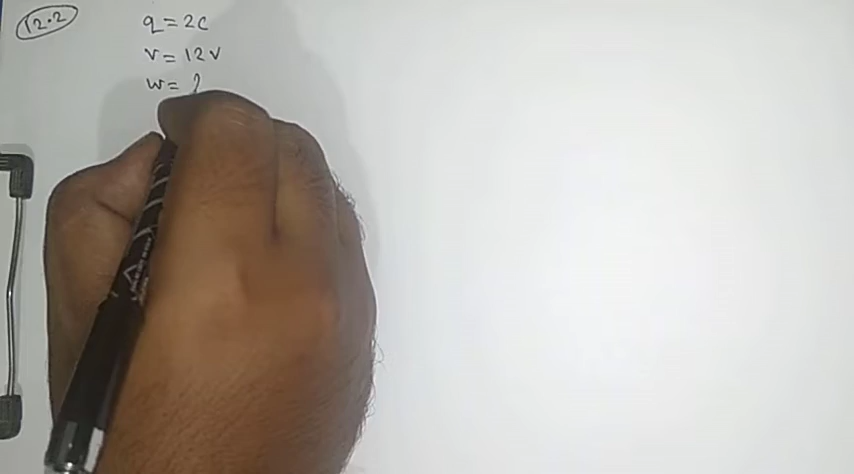 12.2
q = 2C
V = 12V
W = ?